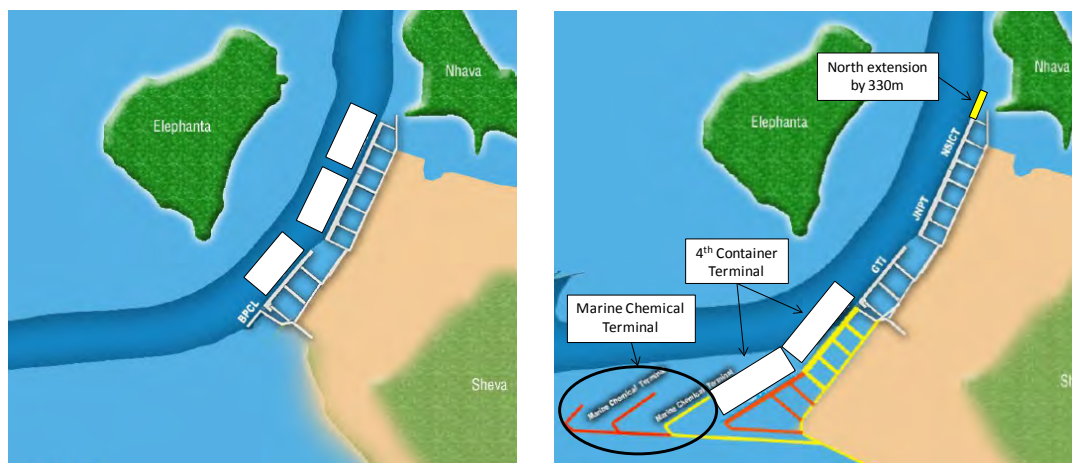 Elephanta
Nhava
BPCL
Sheva
North extension
by 330m
Nhava
Elephanta
NSICT
JNPT
4th Container
Terminal
GTI
Marine Chemical
Terminal
Marine Chemical Terminal
Marine Chemical Terminal
Sh